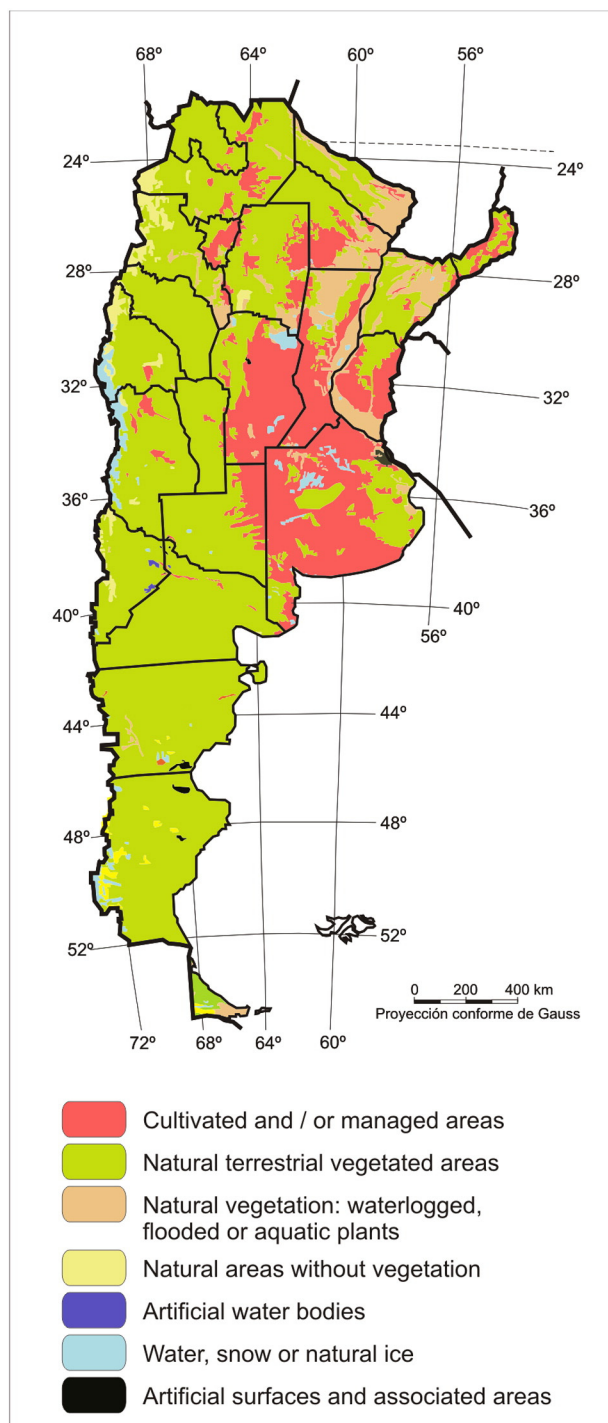 68º 64º 60º 56º
24º 24º
28º 28º
32º 32º
36º 36º
40º 40º
56º
44º 44º
48º 48º
52º 52º
0 200 400 km
Proyección conforme de Gauss
72º 68º 64º 60º
Cultivated and / or managed areas
Natural terrestrial vegetated areas
Natural vegetation: waterlogged,
flooded or aquatic plants
Natural areas without vegetation
Artificial water bodies
Water, snow or natural ice
Artificial surfaces and associated areas